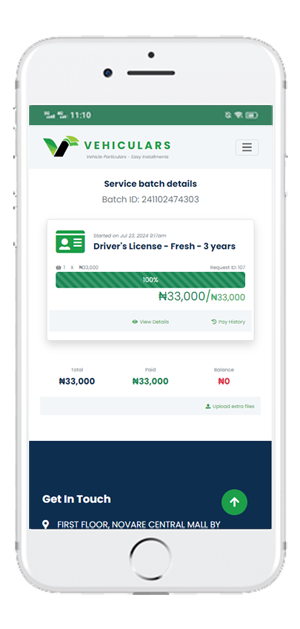 11:10
VEHICULARS
Vehicle Particulars - Easy Installments
Service batch details
Batch ID: 241102474303
Started on Jul 23, 2024 9:17am
Driver's License - Fresh - 3 years
1 X ₦33,000 Request ID: 107
100%
₦33,000/₦33,000
View Details Pay History
Total Paid Balance
₦33,000 ₦33,000 ₦0
Upload extra files
Get In Touch
FIRST FLOOR, NOVARE CENTRAL MALL BY